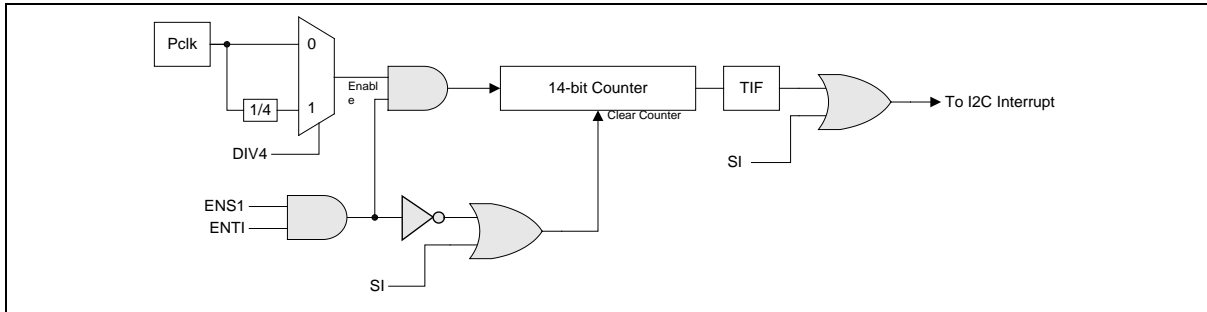 Pclk
0
1/4
1
DIV4
Enabl
e
14-bit Counter
Clear Counter
TIF
To I2C Interrupt
SI
ENS1
ENTI
SI